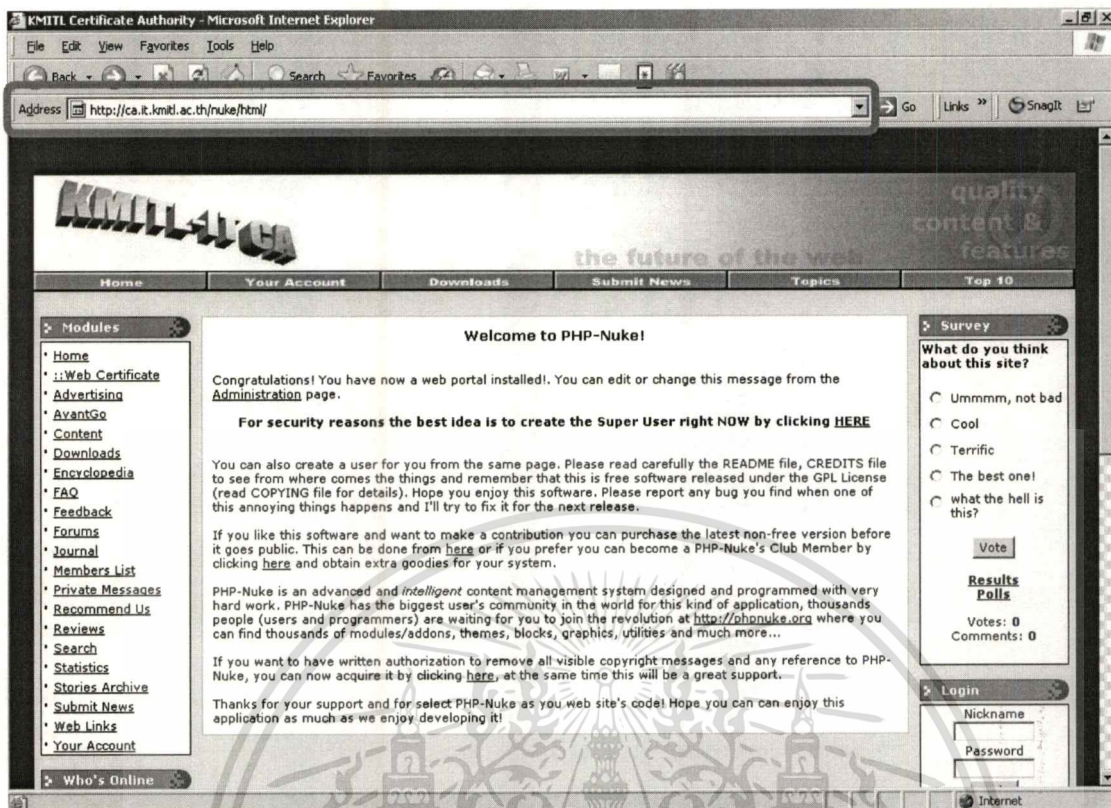 KMITL Certificate Authority - Microsoft Internet Explorer
File Edit View Favorites Tools Help
Back Search Favorites
Address http://ca.it.kmitl.ac.th/nuke/html/ Go Links » SnagIt
KMITL-IT CA
quality
content &
features
the future of the web
Home Your Account Downloads Submit News Topics Top 10
Modules
Home
::Web Certificate
Advertising
AvantGo
Content
Downloads
Encyclopedia
FAQ
Feedback
Forums
Journal
Members List
Private Messages
Recommend Us
Reviews
Search
Statistics
Stories Archive
Submit News
Web Links
Your Account
Who's Online
Welcome to PHP-Nuke!
Congratulations! You have now a web portal installed!. You can edit or change this message from the
Administration page.
For security reasons the best idea is to create the Super User right NOW by clicking HERE
You can also create a user for you from the same page. Please read carefully the README file, CREDITS file
to see from where comes the things and remember that this is free software released under the GPL License
(read COPYING file for details). Hope you enjoy this software. Please report any bug you find when one of
this annoying things happens and I'll try to fix it for the next release.
If you like this software and want to make a contribution you can purchase the latest non-free version before
it goes public. This can be done from here or if you prefer you can become a PHP-Nuke's Club Member by
clicking here and obtain extra goodies for your system.
PHP-Nuke is an advanced and intelligent content management system designed and programmed with very
hard work. PHP-Nuke has the biggest user's community in the world for this kind of application, thousands
people (users and programmers) are waiting for you to join the revolution at http://phpnuke.org where you
can find thousands of modules/addons, themes, blocks, graphics, utilities and much more...
If you want to have written authorization to remove all visible copyright messages and any reference to PHP-
Nuke, you can now acquire it by clicking here, at the same time this will be a great support.
Thanks for your support and for select PHP-Nuke as you web site's code! Hope you can can enjoy this
application as much as we enjoy developing it!
Survey
What do you think
about this site?
Ummmm, not bad
Cool
Terrific
The best one!
what the hell is
this?
Vote
Results
Polls
Votes: 0
Comments: 0
Login
Nickname
Password
Internet